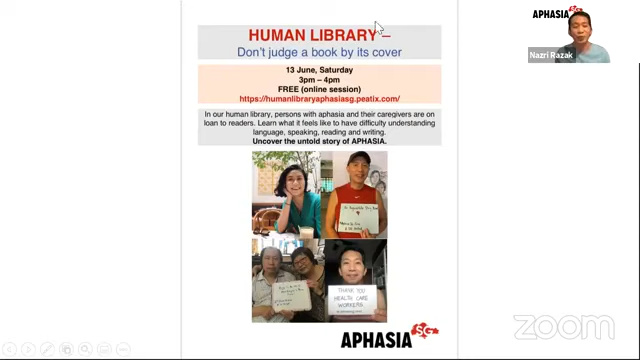 HUMAN LIBRARY –
Don't judge a book by its cover
13 June, Saturday
3pm – 4pm
FREE (online session)
https://humanlibraryaphasiasg.peatix.com/
In our human library, persons with aphasia and their caregivers are on
loan to readers. Learn what it feels like to have difficulty understanding
language, speaking, reading and writing.
Uncover the untold story of APHASIA.
THANK YOU
HEALTH CARE
WORKERS
APHASIA SG
APHASIA SG
Nazri Razak
zoom